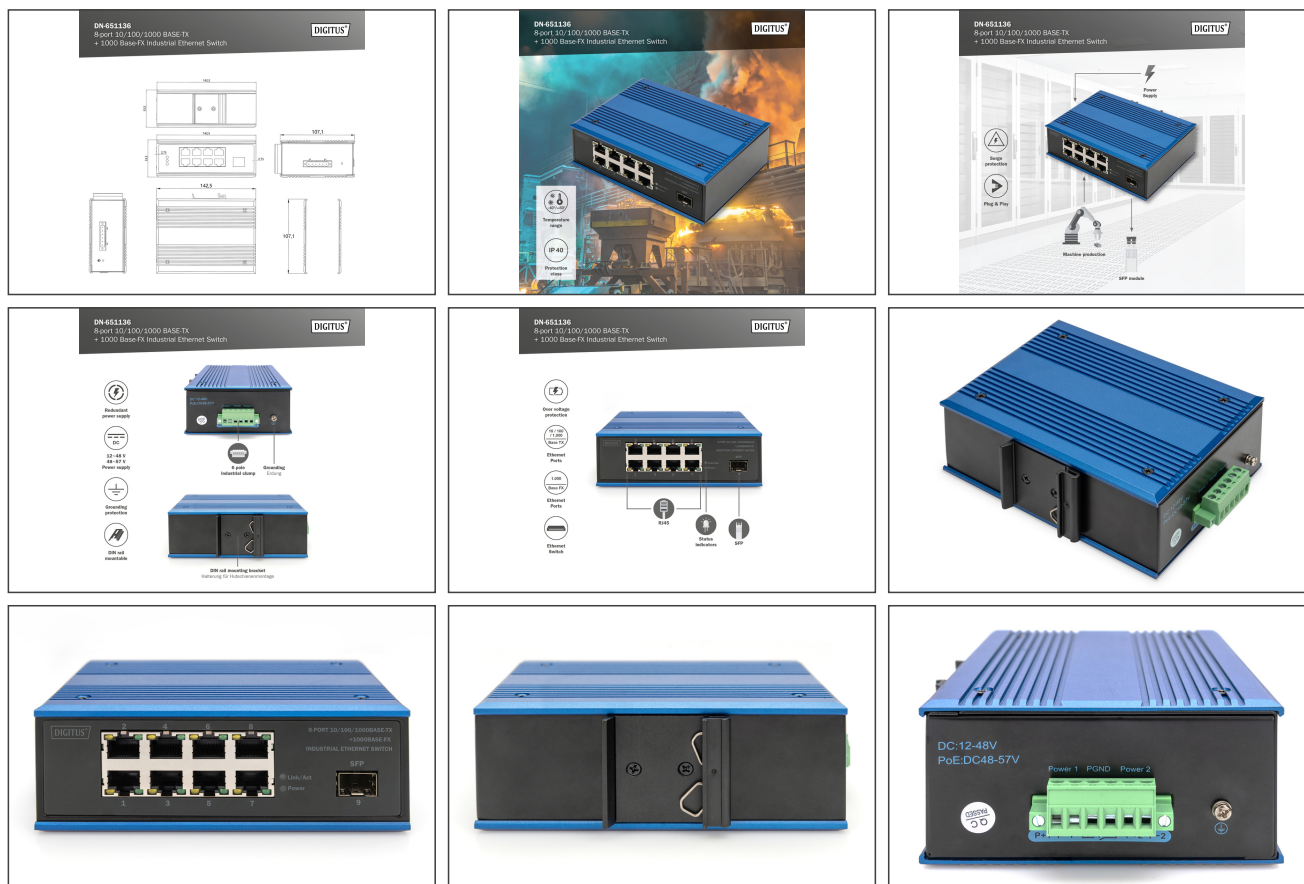 DN-651136
8-port 10/100/1000 BASE-TX
+ 1000 Base-FX Industrial Ethernet Switch
DIGITUS®
142,5
107,1
107,1
DN-651136
8-port 10/100/1000 BASE-TX
+ 1000 Base-FX Industrial Ethernet Switch
DIGITUS®
Temperature
range
IP 40
Protection
class
DN-651136
8-port 10/100/1000 BASE-TX
+ 1000 Base-FX Industrial Ethernet Switch
DIGITUS®
Power
Supply
Surge
protection
Plug & Play
Machine production
SFP module
DN-651136
8-port 10/100/1000 BASE-TX
+ 1000 Base-FX Industrial Ethernet Switch
DIGITUS®
Redundant
power supply
DC
12–48 V
48–57 V
Power supply
Grounding
protection
DIN rail
mountable
6 pole
industrial clamp
Grounding
Erdung
DIN rail mounting bracket
Halterung für Hutschienenmontage
DN-651136
8-port 10/100/1000 BASE-TX
+ 1000 Base-FX Industrial Ethernet Switch
DIGITUS®
Over voltage
protection
10 / 100
/ 1.000
Base TX
Ethernet
Ports
1.000
Base FX
Ethernet
Ports
Ethernet
Switch
RJ45
Status
indicators
SFP
DIGITUS
2 4 6 8
8-PORT 10/100/1000BASE-TX
+1000BASE-FX
INDUSTRIAL ETHERNET SWITCH
SFP
Link/Act
Power
1 3 5 7
9
DC:12-48V
PoE:DC48-57V
Power 1 PGND Power 2
QC
PASSED
P+
-2